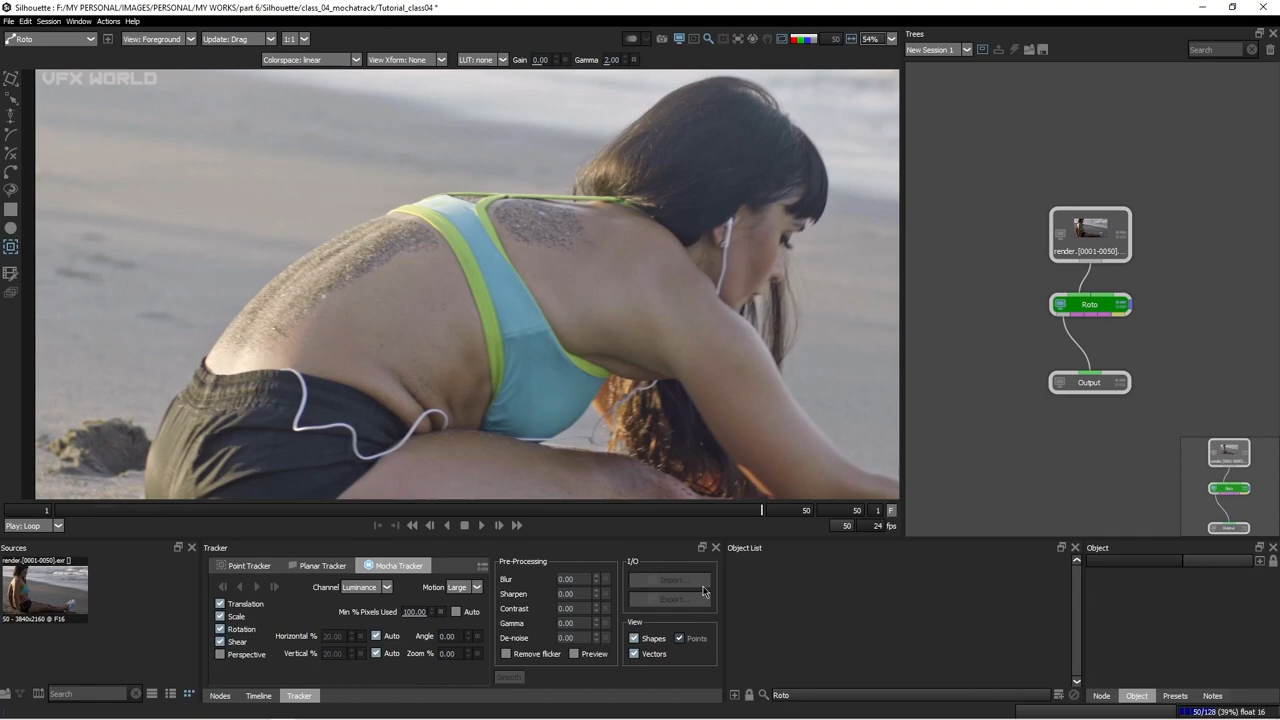 Silhouette : F:/MY PERSONAL/IMAGES/PERSONAL/MY WORKS/part 6/Silhouette/class_04_mochatrack/Tutorial_class04 *
File Edit Session Window Actions Help
Roto View: Foreground Update: Drag 1:1 50 54%
Colorspace: linear View Xform: None LUT: none Gain 0.00 Gamma 2.00
VFX WORLD
Trees
New Session 1 Search
render.[0001-0050]....
Roto
Output
1 50 50 1 F
Play: Loop 50 24 fps
Sources
render.[0001-0050].exr []
50 - 3840x2160 @ F16
Search
Tracker
Point Tracker Planar Tracker Mocha Tracker
Channel Luminance Motion Large
Translation
Scale
Rotation
Shear
Perspective
Min % Pixels Used 100.00 Auto
Horizontal % 20.00 Auto Angle 0.00
Vertical % 20.00 Auto Zoom % 0.00
Pre-Processing
Blur 0.00
Sharpen 0.00
Contrast 0.00
Gamma 0.00
De-noise 0.00
Remove flicker Preview
Smooth
I/O
Import...
Export...
View
Shapes Points
Vectors
Nodes Timeline Tracker
Object List
Roto
Object
Node Object Presets Notes
50/128 (39%) float 16